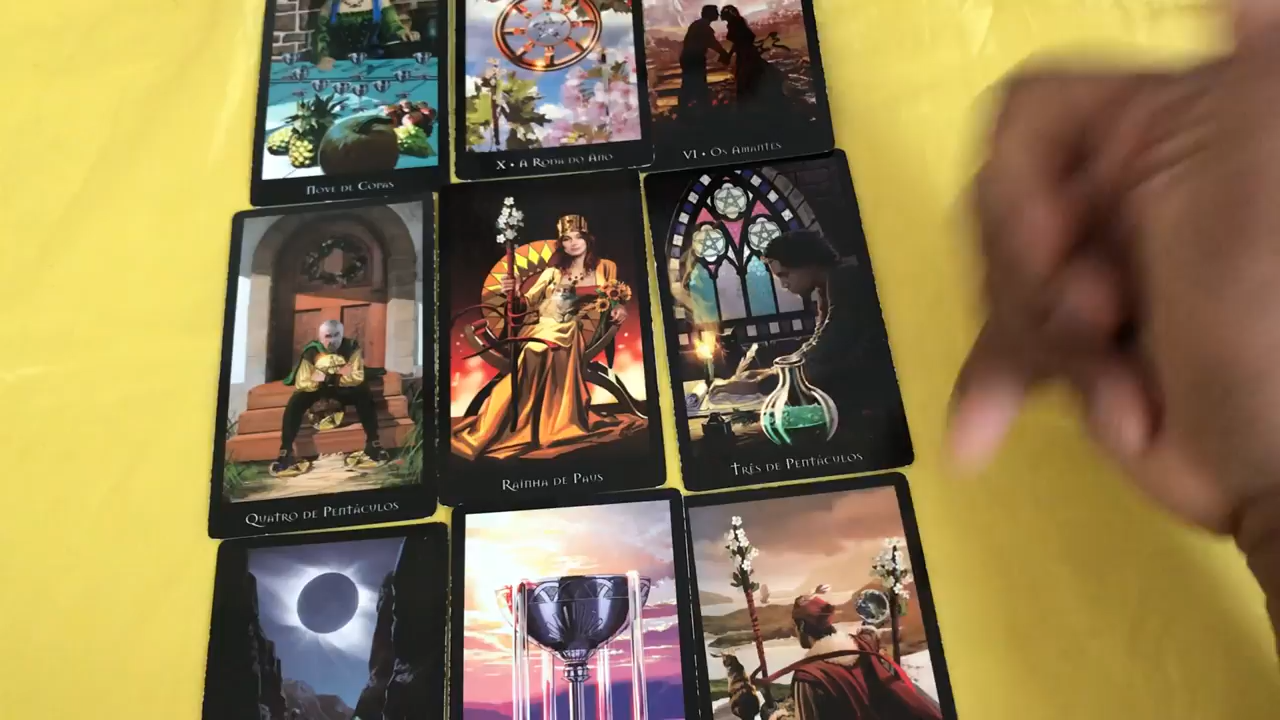 Nove de Copas
X • A Roda do Ano
VI • Os Amantes
Quatro de Pentáculos
Rainha de Paus
Três de Pentáculos